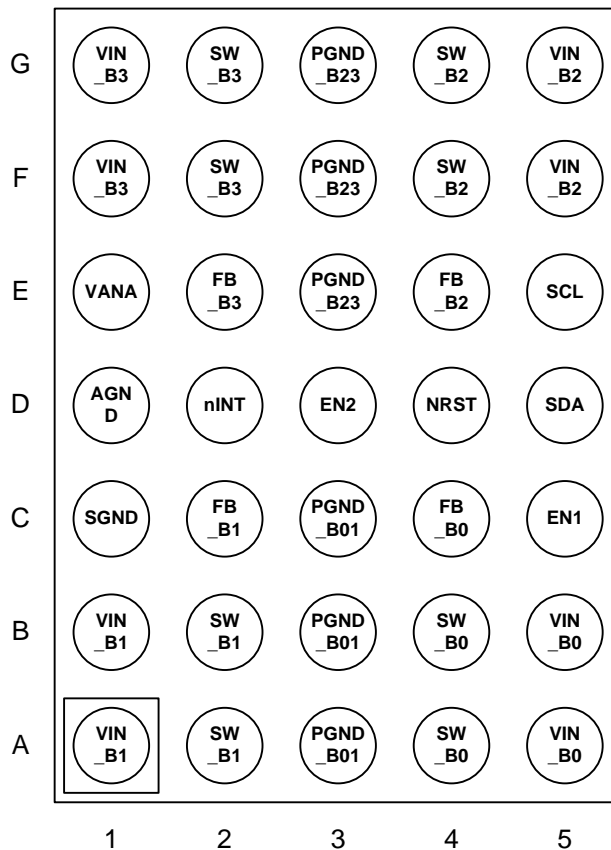 G
VIN
_B3
SW
_B3
PGND
_B23
SW
_B2
VIN
_B2
F
VIN
_B3
SW
_B3
PGND
_B23
SW
_B2
VIN
_B2
E
VANA
FB
_B3
PGND
_B23
FB
_B2
SCL
D
AGN
D
nINT
EN2
NRST
SDA
C
SGND
FB
_B1
PGND
_B01
FB
_B0
EN1
B
VIN
_B1
SW
_B1
PGND
_B01
SW
_B0
VIN
_B0
A
VIN
_B1
SW
_B1
PGND
_B01
SW
_B0
VIN
_B0
1 2 3 4 5